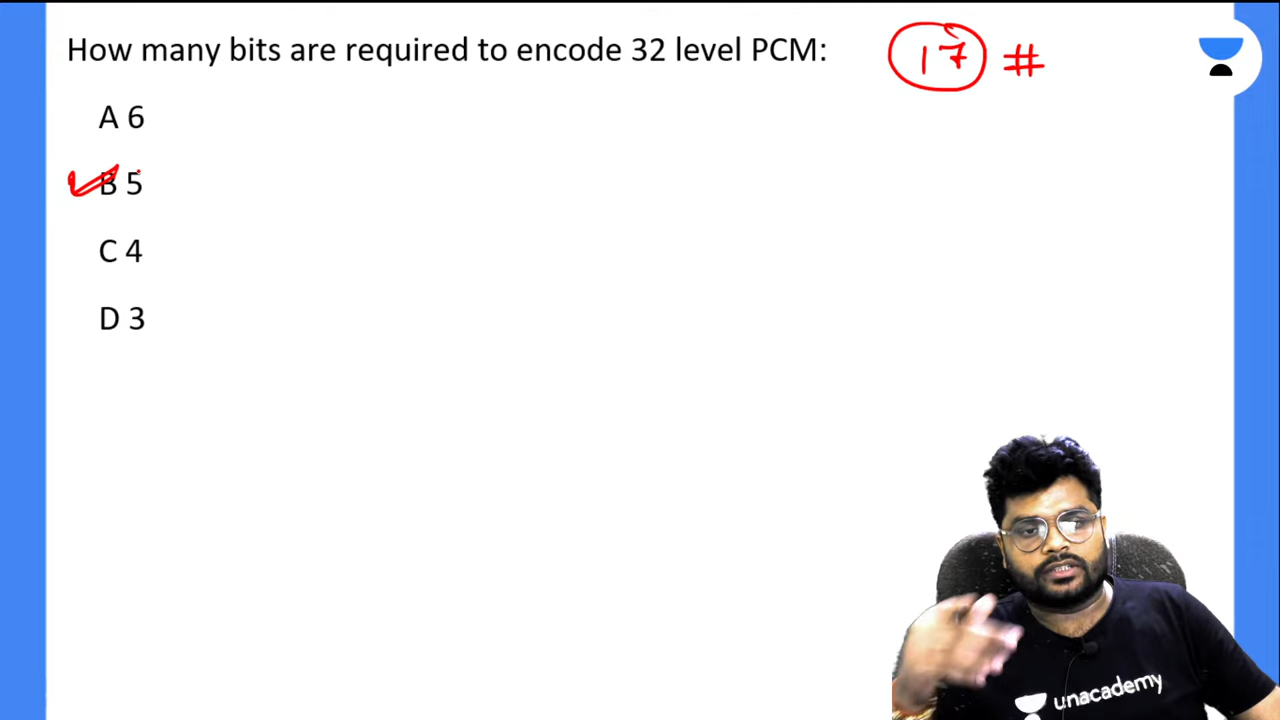 How many bits are required to encode 32 level PCM: 17 #
A 6
B 5
C 4
D 3
unacademy